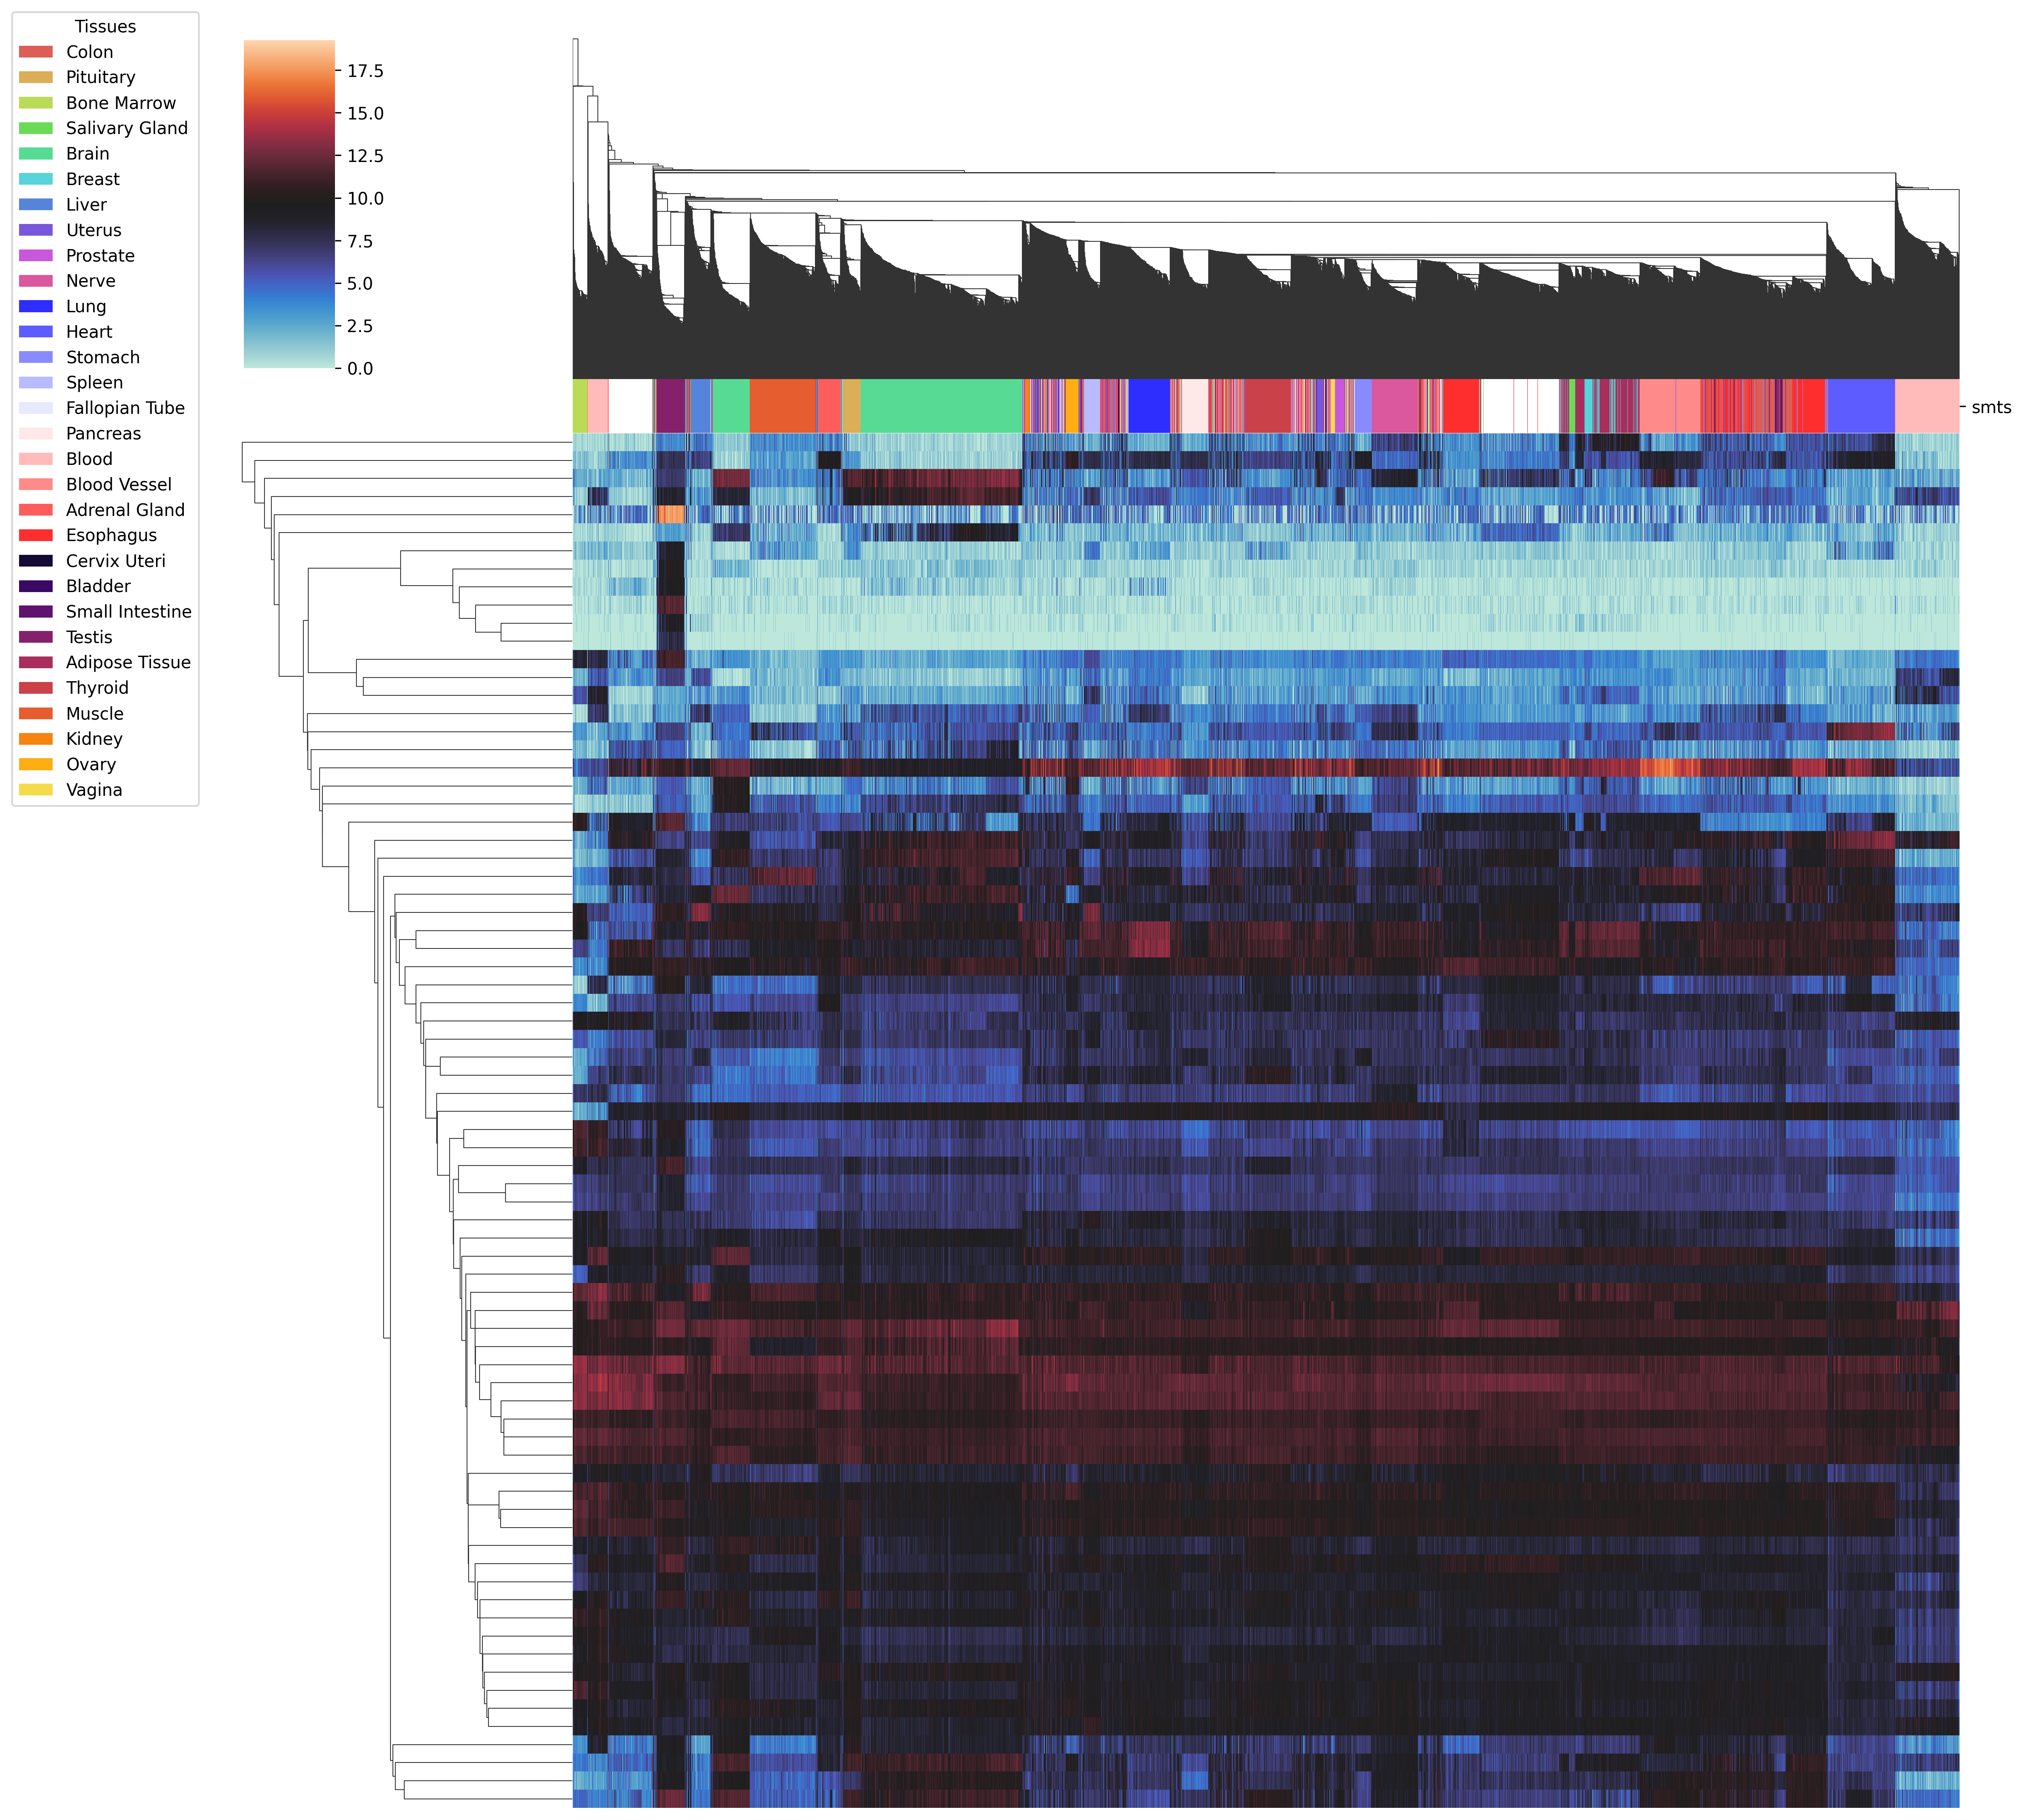 Tissues
Colon
Pituitary
Bone Marrow
Salivary Gland
Brain
Breast
Liver
Uterus
Prostate
Nerve
Lung
Heart
Stomach
Spleen
Fallopian Tube
Pancreas
Blood
Blood Vessel
Adrenal Gland
Esophagus
Cervix Uteri
Bladder
Small Intestine
Testis
Adipose Tissue
Thyroid
Muscle
Kidney
Ovary
Vagina
17.5
15.0
12.5
10.0
7.5
5.0
2.5
0.0
smts